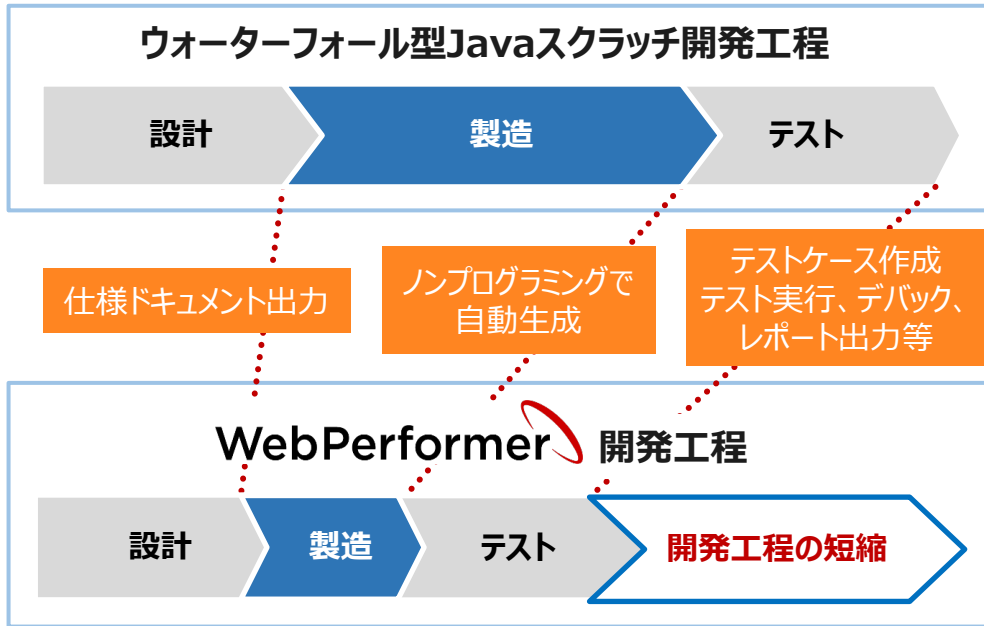 ウォーターフォール型Javaスクラッチ開発工程
設計
製造
テスト
仕様ドキュメント出力
ノンプログラミングで
自動生成
テストケース作成
テスト実行、デバック、
レポート出力等
WebPerformer 開発工程
設計
製造
テスト
開発工程の短縮